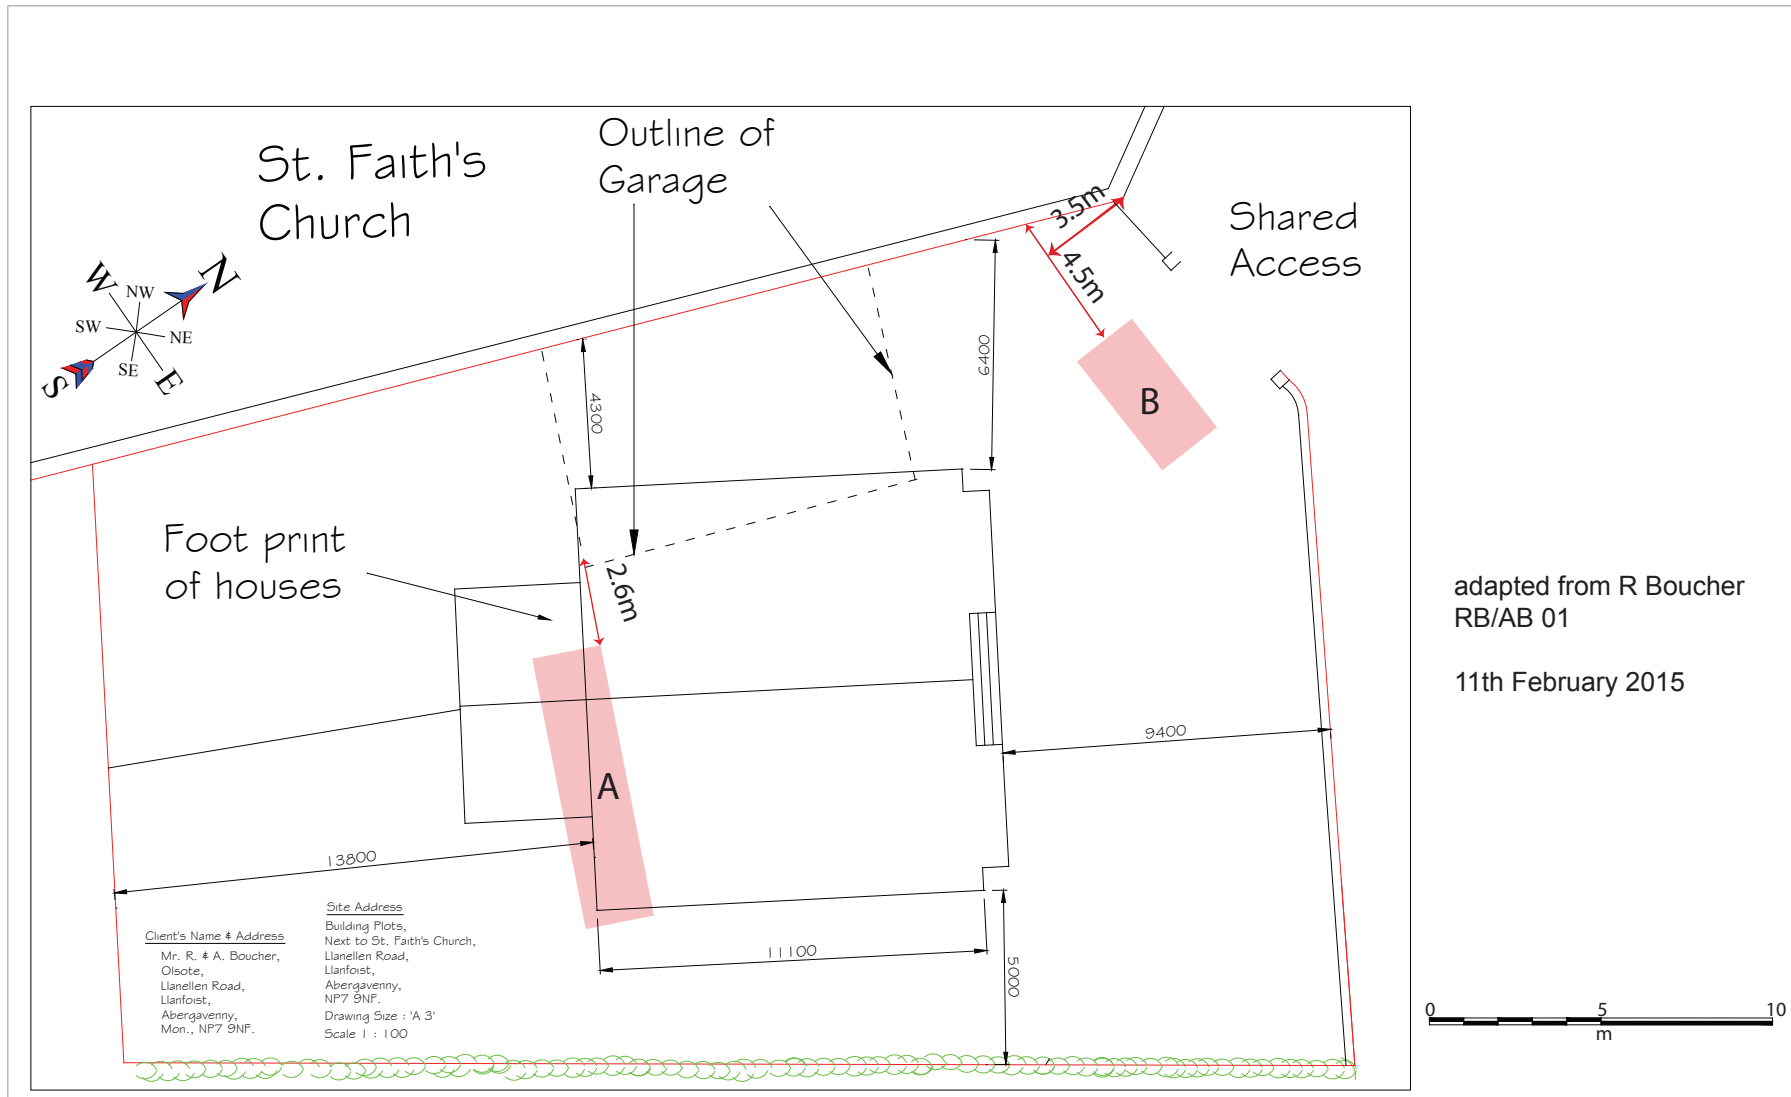 St. Faith's
Church
Outline of
Garage
Shared
Access
3.5m
4.5m
N
W
NW
SW
NE
SE
S
E
4300
6400
B
Foot print
of houses
2.6m
A
9400
13800
11100
5000
Client's Name & Address
Mr. R. & A. Boucher,
Olsote,
Llanellen Road,
Llanfoist,
Abergavenny,
Mon., NP7 9NF.
Site Address
Building Plots,
Next to St. Faith's Church,
Llanellen Road,
Llanfoist,
Abergavenny,
NP7 9NF.
Drawing Size : 'A 3'
Scale 1 : 100
adapted from R Boucher
RB/AB 01
11th February 2015
0 5 10
m